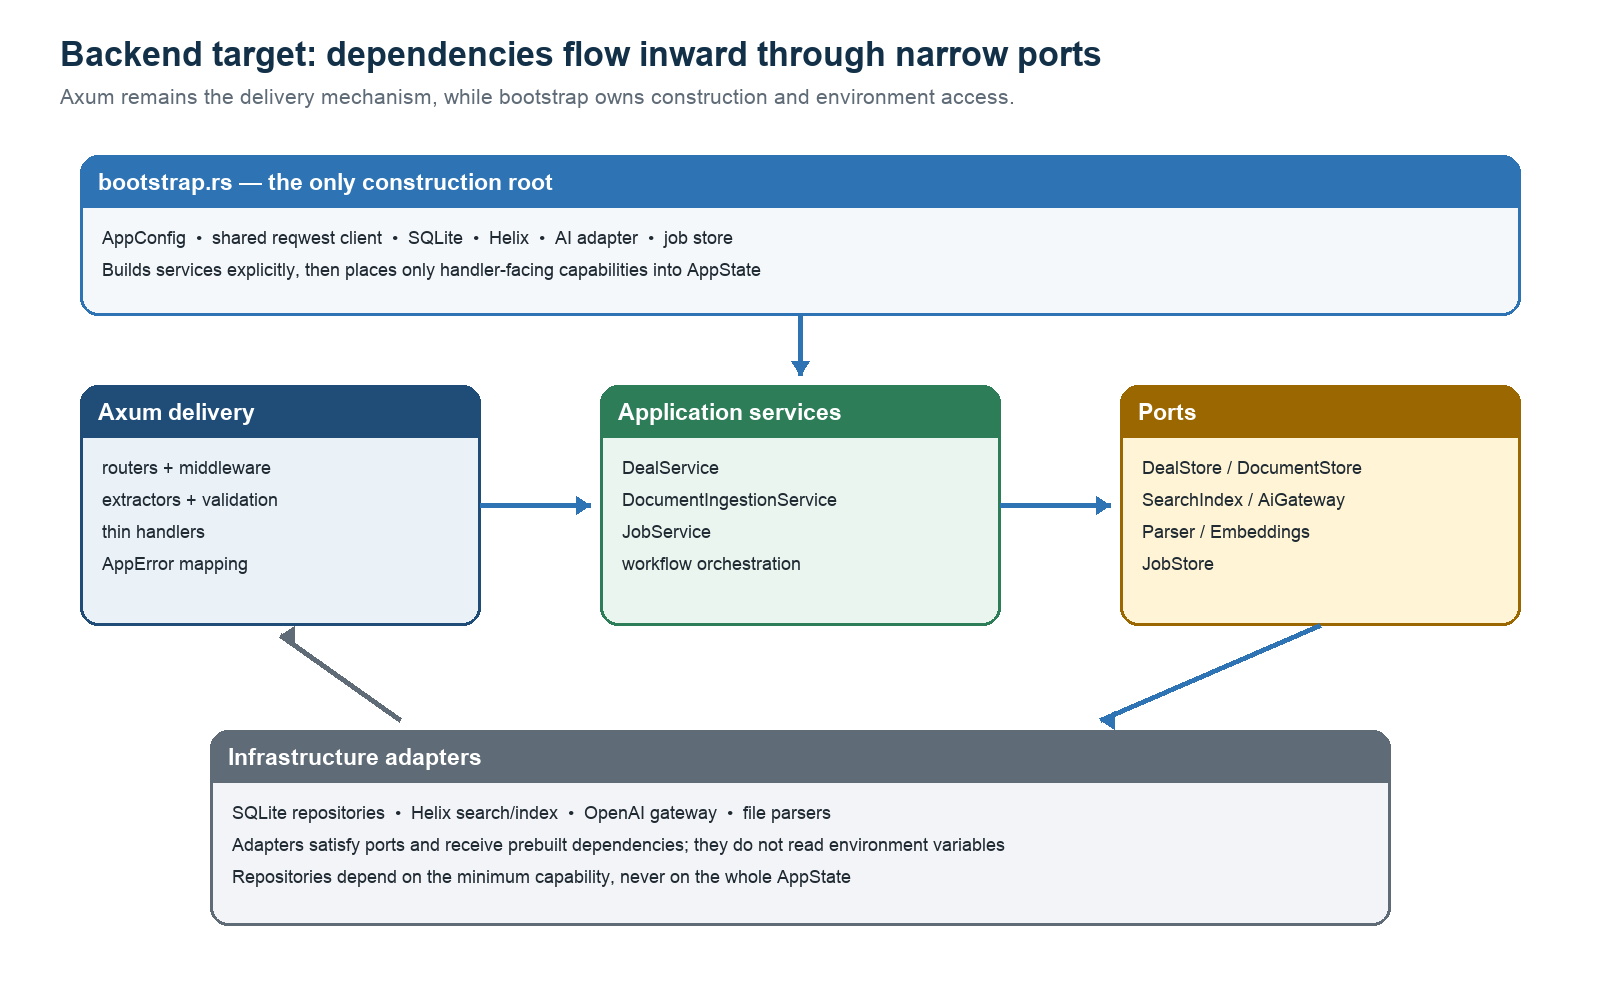 Backend target: dependencies flow inward through narrow ports
Axum remains the delivery mechanism, while bootstrap owns construction and environment access.
bootstrap.rs — the only construction root
AppConfig • shared reqwest client • SQLite • Helix • AI adapter • job store
Builds services explicitly, then places only handler-facing capabilities into AppState
Axum delivery
routers + middleware
extractors + validation
thin handlers
AppError mapping
Application services
DealService
DocumentIngestionService
JobService
workflow orchestration
Ports
DealStore / DocumentStore
SearchIndex / AiGateway
Parser / Embeddings
JobStore
Infrastructure adapters
SQLite repositories • Helix search/index • OpenAI gateway • file parsers
Adapters satisfy ports and receive prebuilt dependencies; they do not read environment variables
Repositories depend on the minimum capability, never on the whole AppState